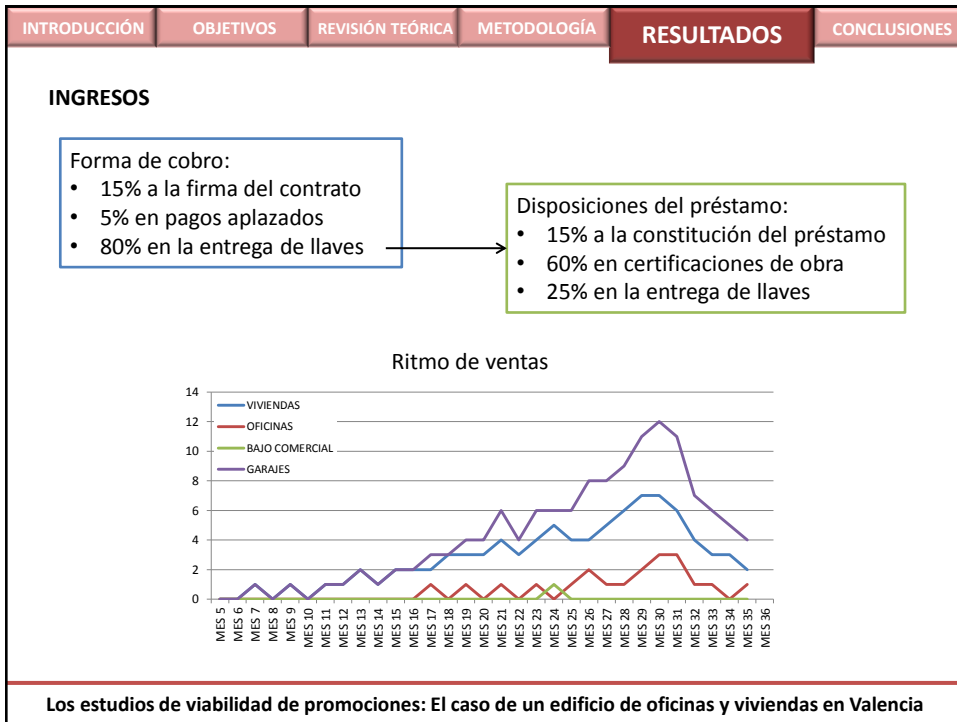 INTRODUCCIÓN
OBJETIVOS
REVISIÓN TEÓRICA
METODOLOGÍA
RESULTADOS
CONCLUSIONES
INGRESOS
Forma de cobro:
• 15% a la firma del contrato
• 5% en pagos aplazados
• 80% en la entrega de llaves
Disposiciones del préstamo:
• 15% a la constitución del préstamo
• 60% en certificaciones de obra
• 25% en la entrega de llaves
Ritmo de ventas
14
12
10
8
6
4
2
0
VIVIENDAS
OFICINAS
BAJO COMERCIAL
GARAJES
MES 5
MES 6
MES 7
MES 8
MES 9
MES 10
MES 11
MES 12
MES 13
MES 14
MES 15
MES 16
MES 17
MES 18
MES 19
MES 20
MES 21
MES 22
MES 23
MES 24
MES 25
MES 26
MES 27
MES 28
MES 29
MES 30
MES 31
MES 32
MES 33
MES 34
MES 35
MES 36
Los estudios de viabilidad de promociones: El caso de un edificio de oficinas y viviendas en Valencia